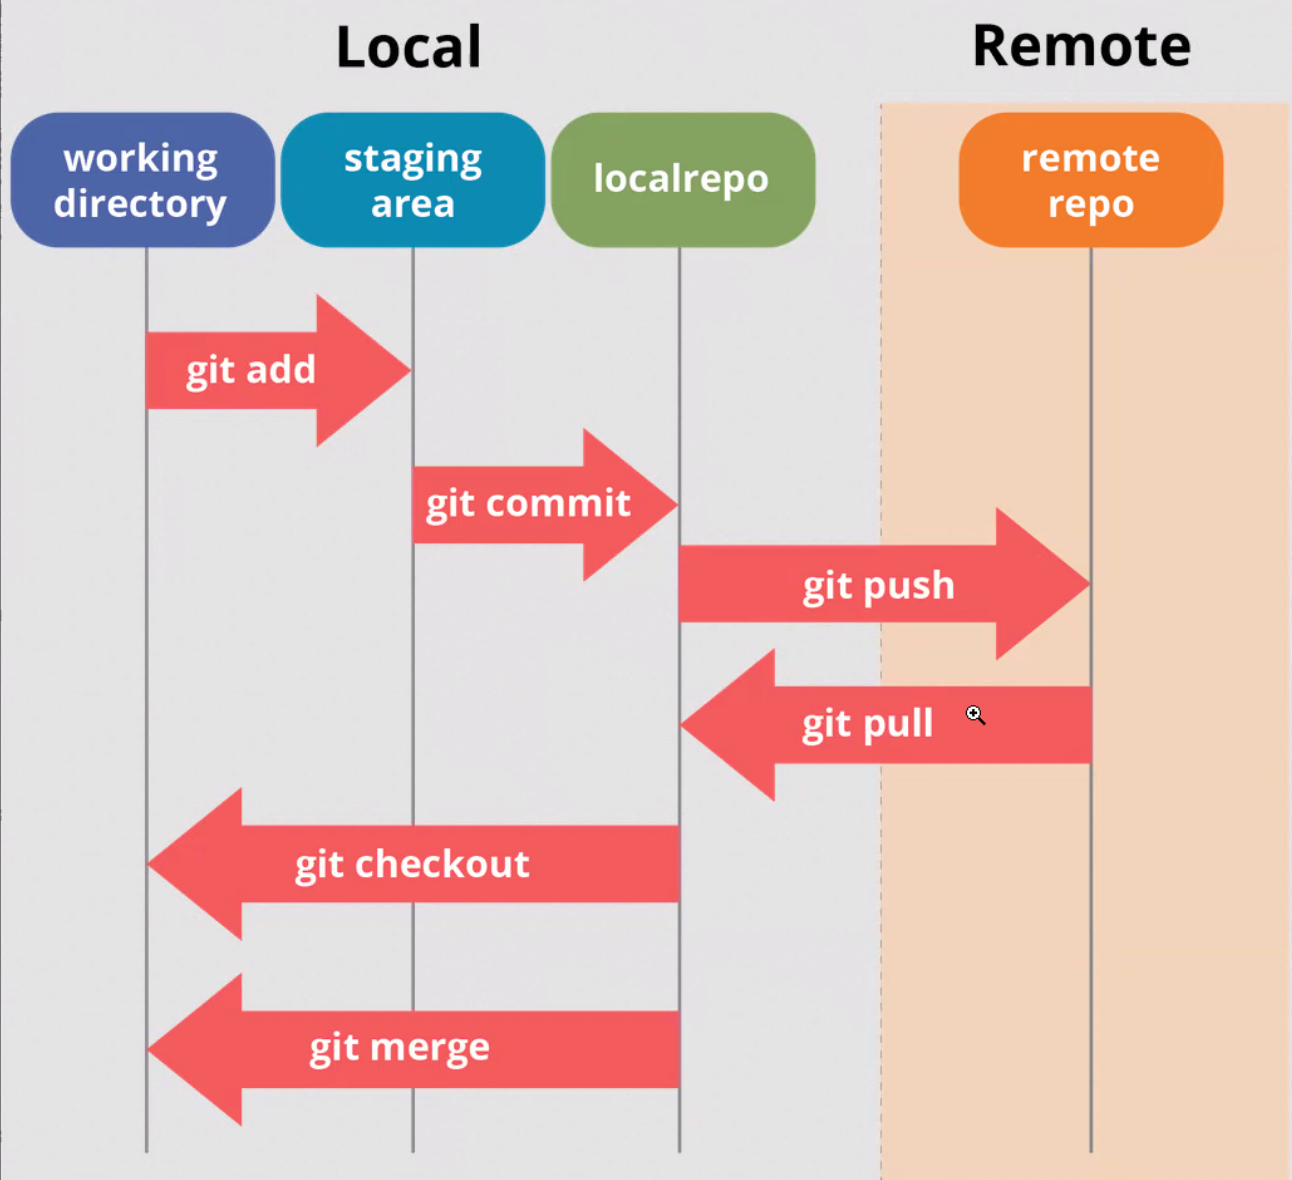 Local
Remote
working
directory
staging
area
localrepo
remote
repo
git add
git commit
git push
git pull
git checkout
git merge